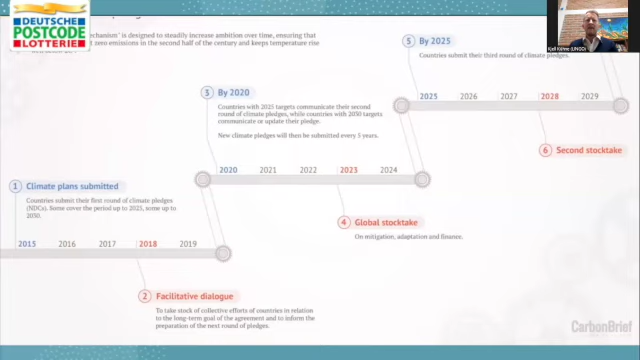 DEUTSCHE
POSTCODE
LOTTERIE
mechanism' is designed to steadily increase ambition over time, ensuring that
zero emissions in the second half of the century and keeps temperature rise
Kjell Kühne (UNGO)
5 By 2025
Countries submit their third round of climate pledges.
2025 2026 2027 2028 2029
6 Second stocktake
3 By 2020
Countries with 2025 targets communicate their second
round of climate pledges, while countries with 2030 targets
communicate or update their pledge.
New climate pledges will then be submitted every 5 years.
2020 2021 2022 2023 2024
4 Global stocktake
On mitigation, adaptation and finance.
1 Climate plans submitted
Countries submit their first round of climate pledges
(NDCs). Some cover the period up to 2025, some up to
2030.
2015 2016 2017 2018 2019
2 Facilitative dialogue
To take stock of collective efforts of countries in relation
to the long-term goal of the agreement and to inform the
preparation of the next round of pledges.
CarbonBrief